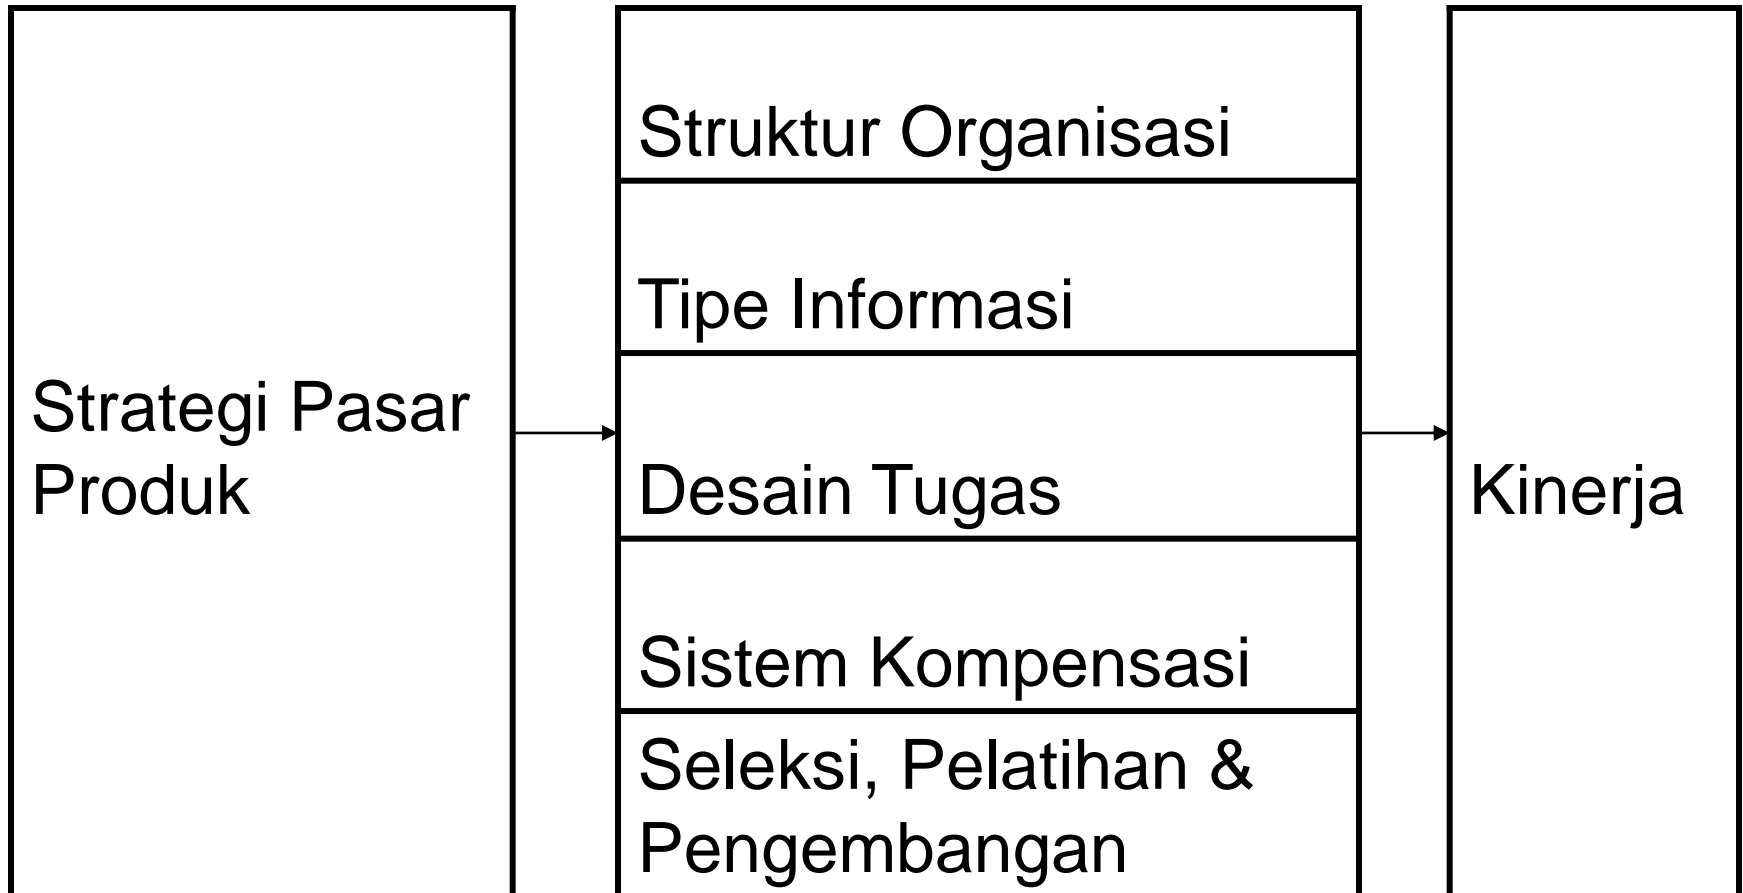 Strategi Pasar
Produk
Struktur Organisasi
Tipe Informasi
Desain Tugas
Sistem Kompensasi
Seleksi, Pelatihan &
Pengembangan
Kinerja